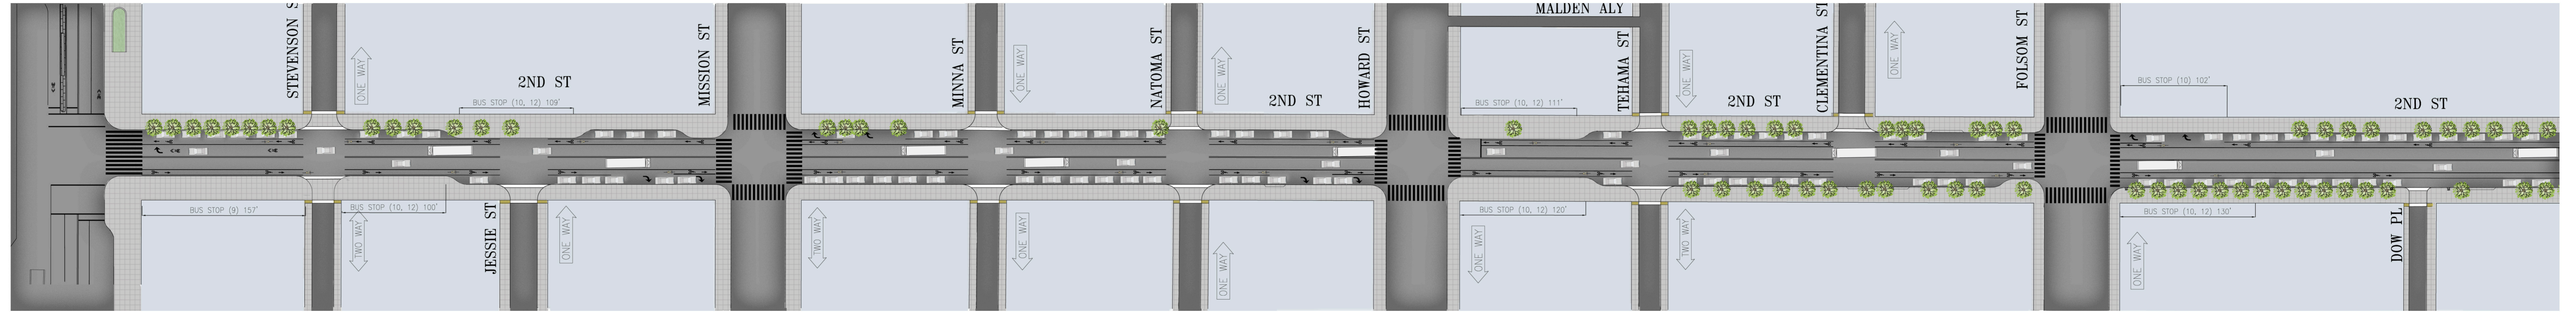 STEVENSON S
ONE WAY
2ND ST
BUS STOP (10, 12) 109'
MISSION ST
MINNA ST
ONE WAY
NATOMA ST
ONE WAY
2ND ST
HOWARD ST
MALDEN ALY
BUS STOP (10, 12) 111'
TEHAMA ST
ONE WAY
2ND ST
CLEMENTINA ST
ONE WAY
FOLSOM ST
BUS STOP (10) 102'
2ND ST
BUS STOP (9) 157'
BUS STOP (10, 12) 100'
TWO WAY
JESSIE ST
ONE WAY
TWO WAY
ONE WAY
ONE WAY
BUS STOP (10, 12) 120'
ONE WAY
TWO WAY
BUS STOP (10, 12) 130'
ONE WAY
DOW PL